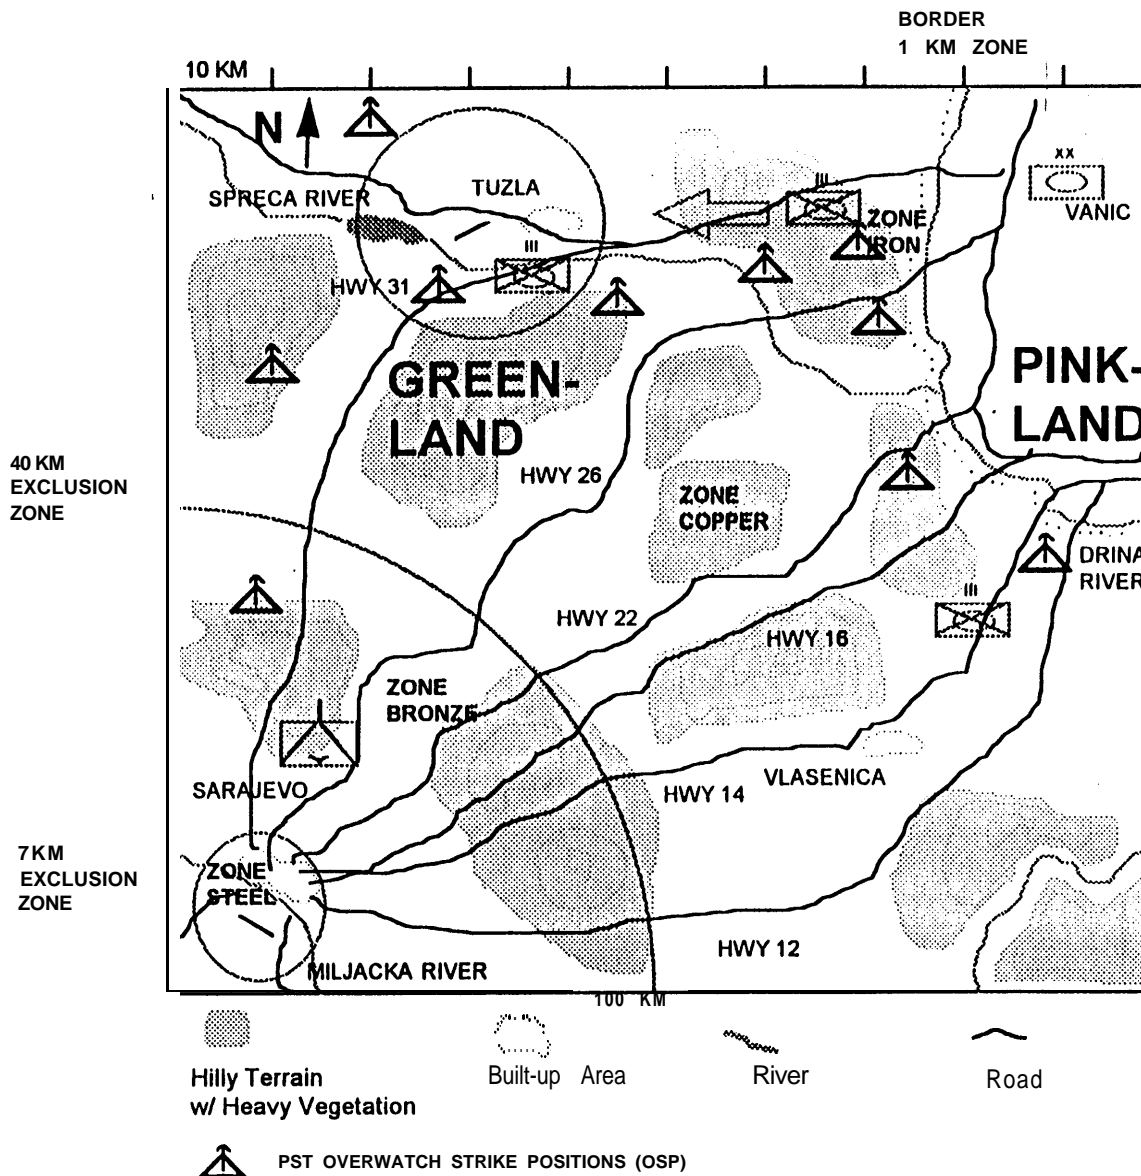 BORDER
1 KM ZONE
10 KM
N
XX
SPRECA RIVER
TUZLA
III
VANIC
ZONE
IRON
III
HWY 31
GREEN-
LAND
PINK-
LAND
40 KM
EXCLUSION
ZONE
HWY 26
ZONE
COPPER
DRINA
RIVER
III
HWY 22
HWY 16
ZONE
BRONZE
SARAJEVO
VLASENICA
HWY 14
7 KM
EXCLUSION
ZONE
ZONE
STEEL
HWY 12
MILJACKA RIVER
100 KM
Hilly Terrain
w/ Heavy Vegetation
Built-up Area
River
Road
PST OVERWATCH STRIKE POSITIONS (OSP)